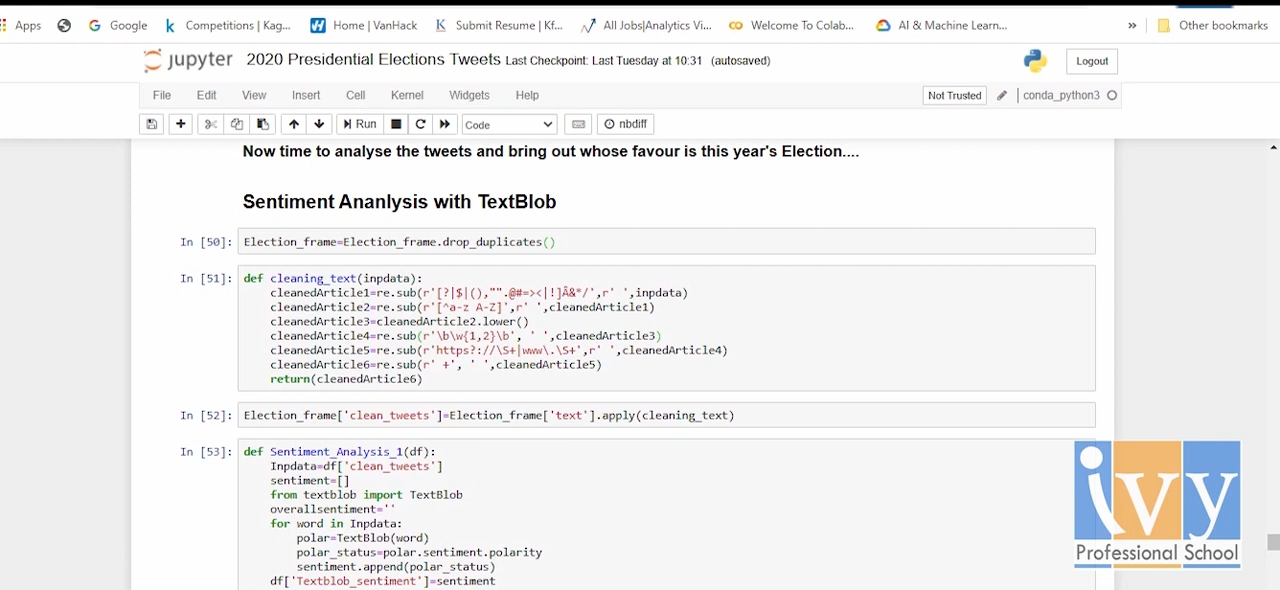 Apps Google Competitions | Kag... Home | VanHack Submit Resume | Kf... All Jobs|Analytics Vi... Welcome To Colab... AI & Machine Learn... » Other bookmarks
jupyter 2020 Presidential Elections Tweets Last Checkpoint: Last Tuesday at 10:31 (autosaved) Logout
File Edit View Insert Cell Kernel Widgets Help Not Trusted conda_python3
Run Code nbdiff
Now time to analyse the tweets and bring out whose favour is this year's Election....
Sentiment Ananlysis with TextBlob
In [50]: Election_frame=Election_frame.drop_duplicates()
In [51]: def cleaning_text(inpdata):
cleanedArticle1=re.sub(r'[?|$|(),"".@#=><|!]Ã&*/',r' ',inpdata)
cleanedArticle2=re.sub(r'[^a-z A-Z]',r' ',cleanedArticle1)
cleanedArticle3=cleanedArticle2.lower()
cleanedArticle4=re.sub(r'\b\w{1,2}\b', ' ',cleanedArticle3)
cleanedArticle5=re.sub(r'https?://\S+|www\.\S+',r' ',cleanedArticle4)
cleanedArticle6=re.sub(r' +', ' ',cleanedArticle5)
return(cleanedArticle6)
In [52]: Election_frame['clean_tweets']=Election_frame['text'].apply(cleaning_text)
In [53]: def Sentiment_Analysis_1(df):
Inpdata=df['clean_tweets']
sentiment=[]
from textblob import TextBlob
overallsentiment=''
for word in Inpdata:
polar=TextBlob(word)
polar_status=polar.sentiment.polarity
sentiment.append(polar_status)
df['Textblob_sentiment']=sentiment
ivy
Professional School